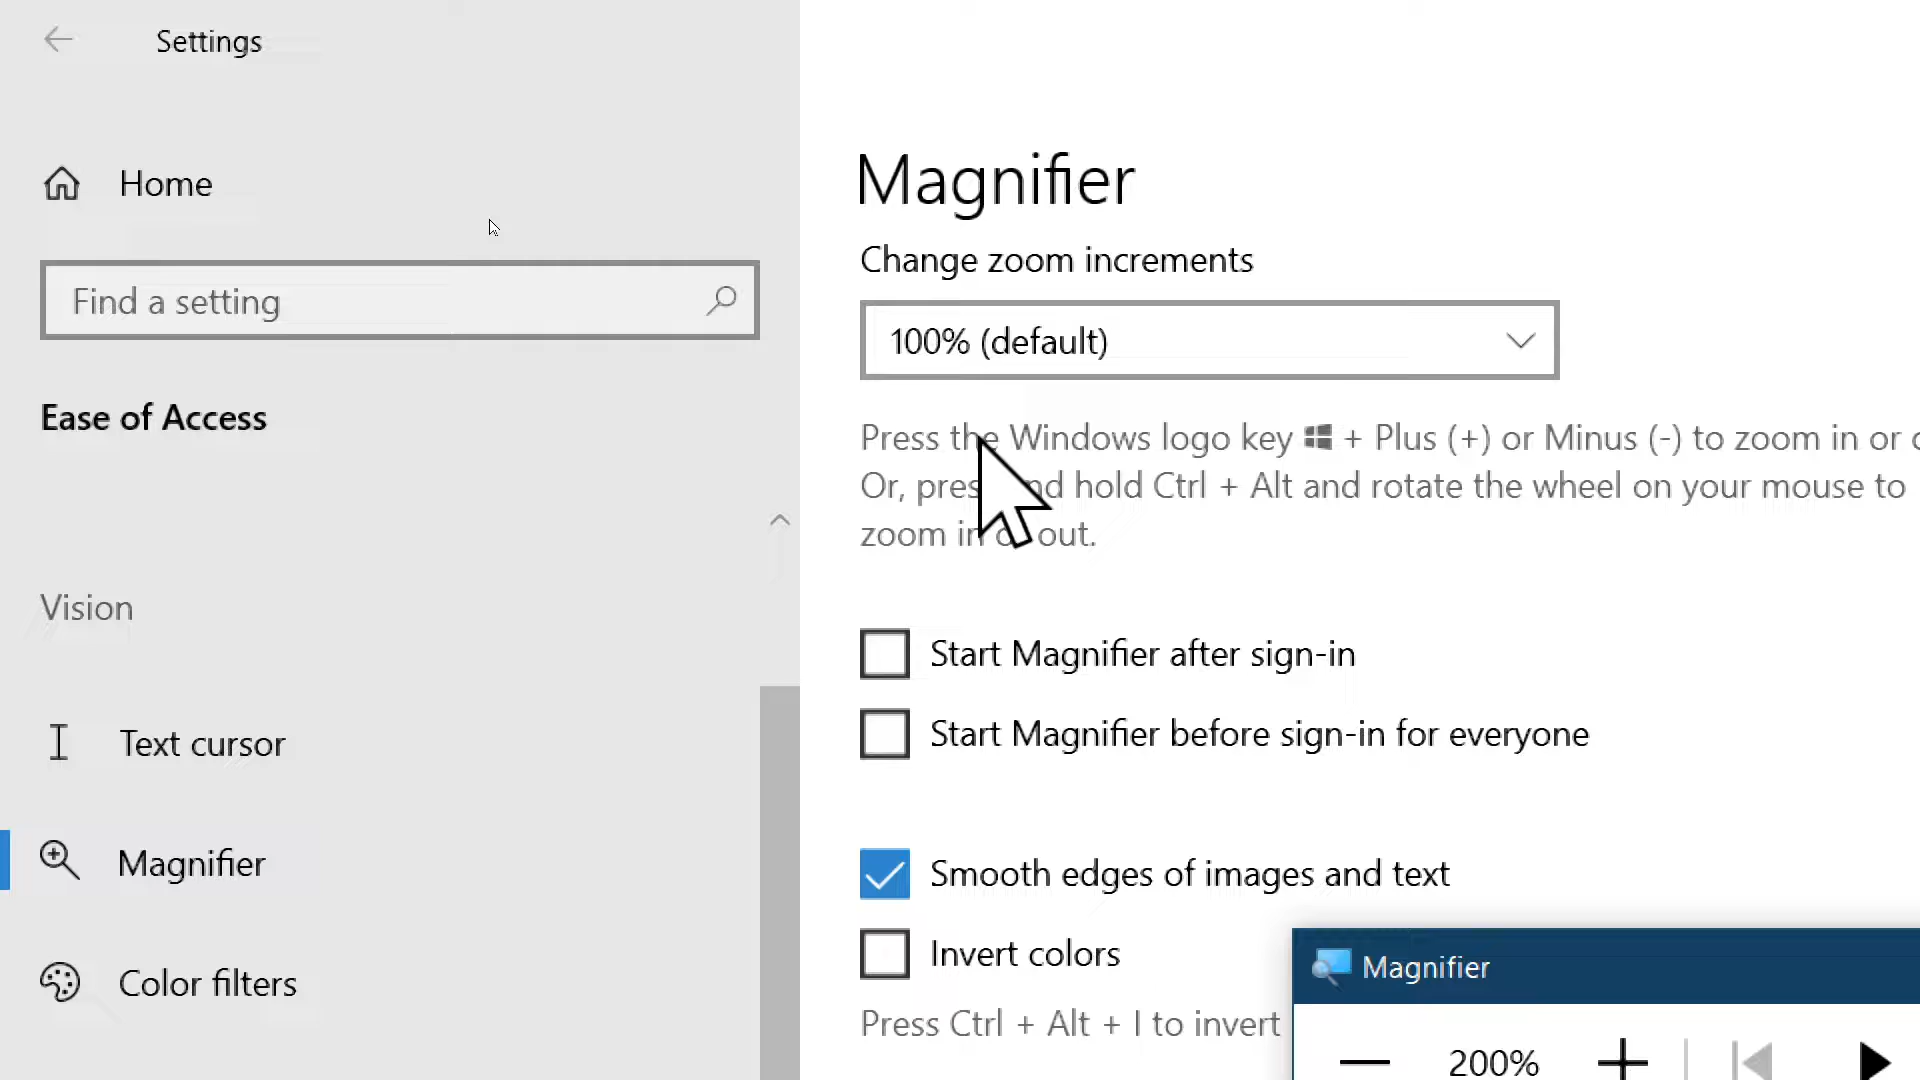 Settings
Home
Find a setting
Ease of Access
Vision
Text cursor
Magnifier
Color filters
Magnifier
Change zoom increments
100% (default)
Press the Windows logo key + Plus (+) or Minus (-) to zoom in or
Or, press and hold Ctrl + Alt and rotate the wheel on your mouse to
zoom in or out.
Start Magnifier after sign-in
Start Magnifier before sign-in for everyone
Smooth edges of images and text
Invert colors
Press Ctrl + Alt + I to invert
Magnifier
200%